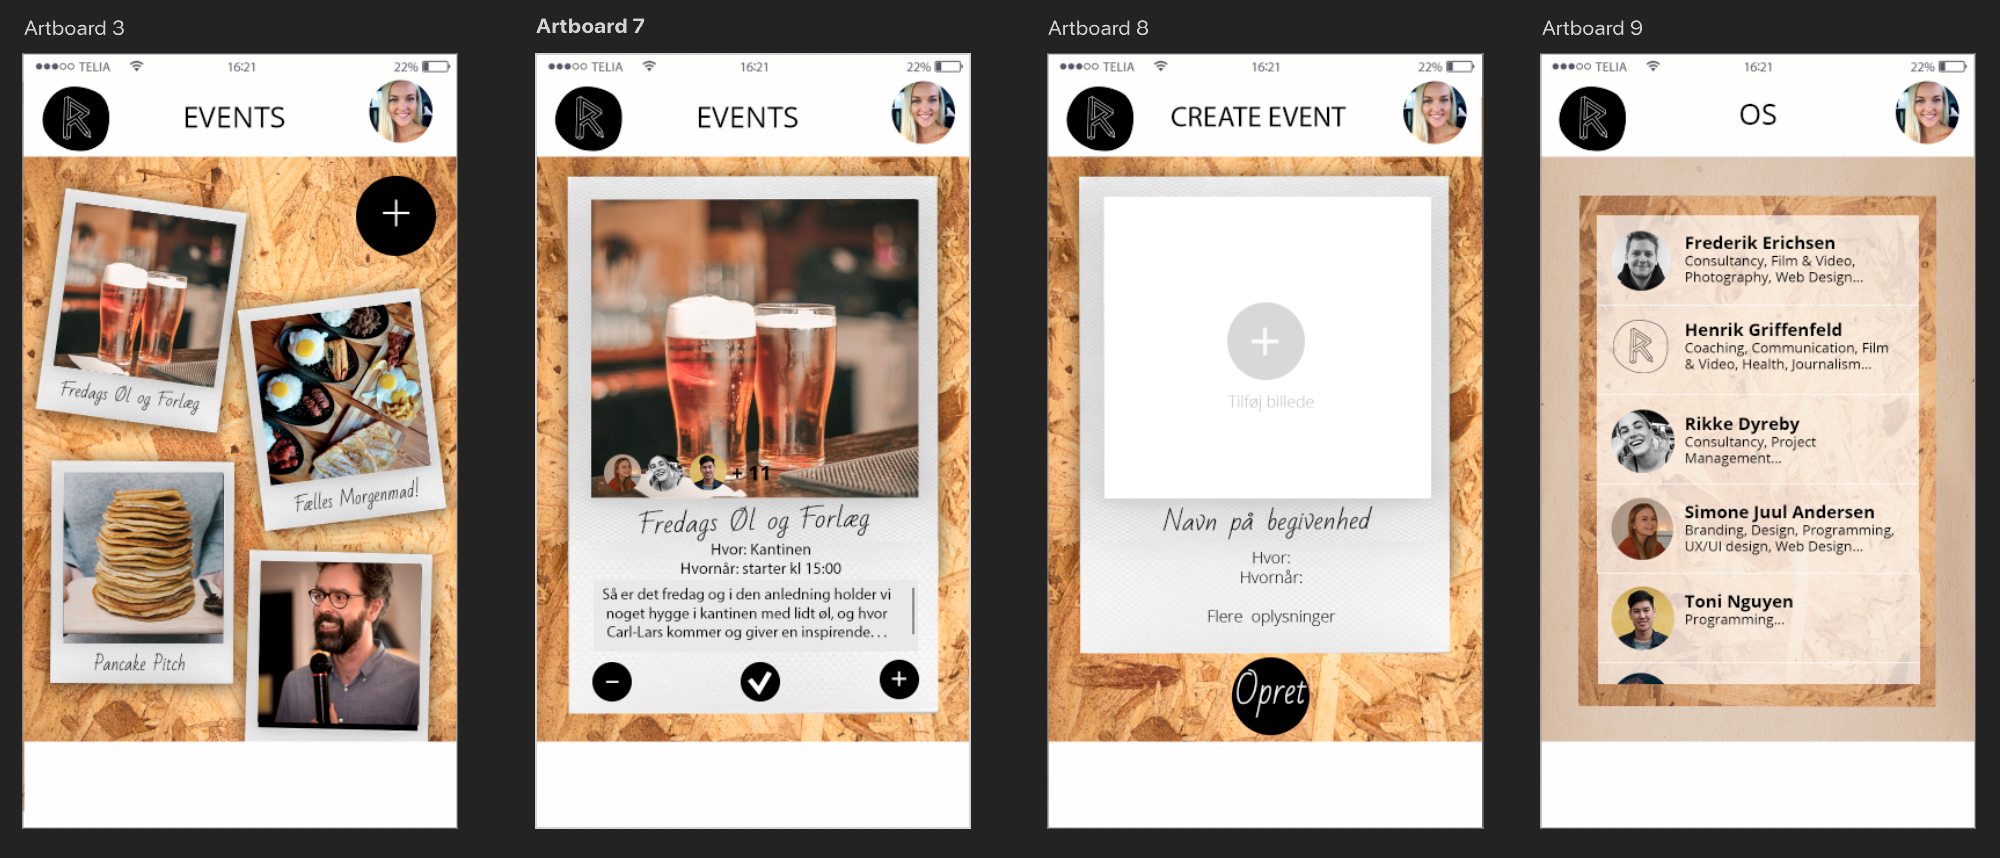 Artboard 3
●●●○○ TELIA 16:21 22%
R EVENTS
+
Fredags Øl og Forlæg
Fælles Morgenmad!
Pancake Pitch
Artboard 7
●●●○○ TELIA 16:21 22%
R EVENTS
+ 11
Fredags Øl og Forlæg
Hvor: Kantinen
Hvornår: starter kl 15:00
Så er det fredag og i den anledning holder vi
noget hygge i kantinen med lidt øl, og hvor
Carl-Lars kommer og giver en inspirende...
Artboard 8
●●●○○ TELIA 16:21 22%
R CREATE EVENT
+
Tilføj billede
Navn på begivenhed
Hvor:
Hvornår:
Flere oplysninger
Opret
Artboard 9
●●●○○ TELIA 16:21 22%
R OS
Frederik Erichsen
Consultancy, Film & Video,
Photography, Web Design...
R
Henrik Griffenfeld
Coaching, Communication, Film
& Video, Health, Journalism...
Rikke Dyreby
Consultancy, Project
Management...
Simone Juul Andersen
Branding, Design, Programming,
UX/UI design, Web Design...
Toni Nguyen
Programming...